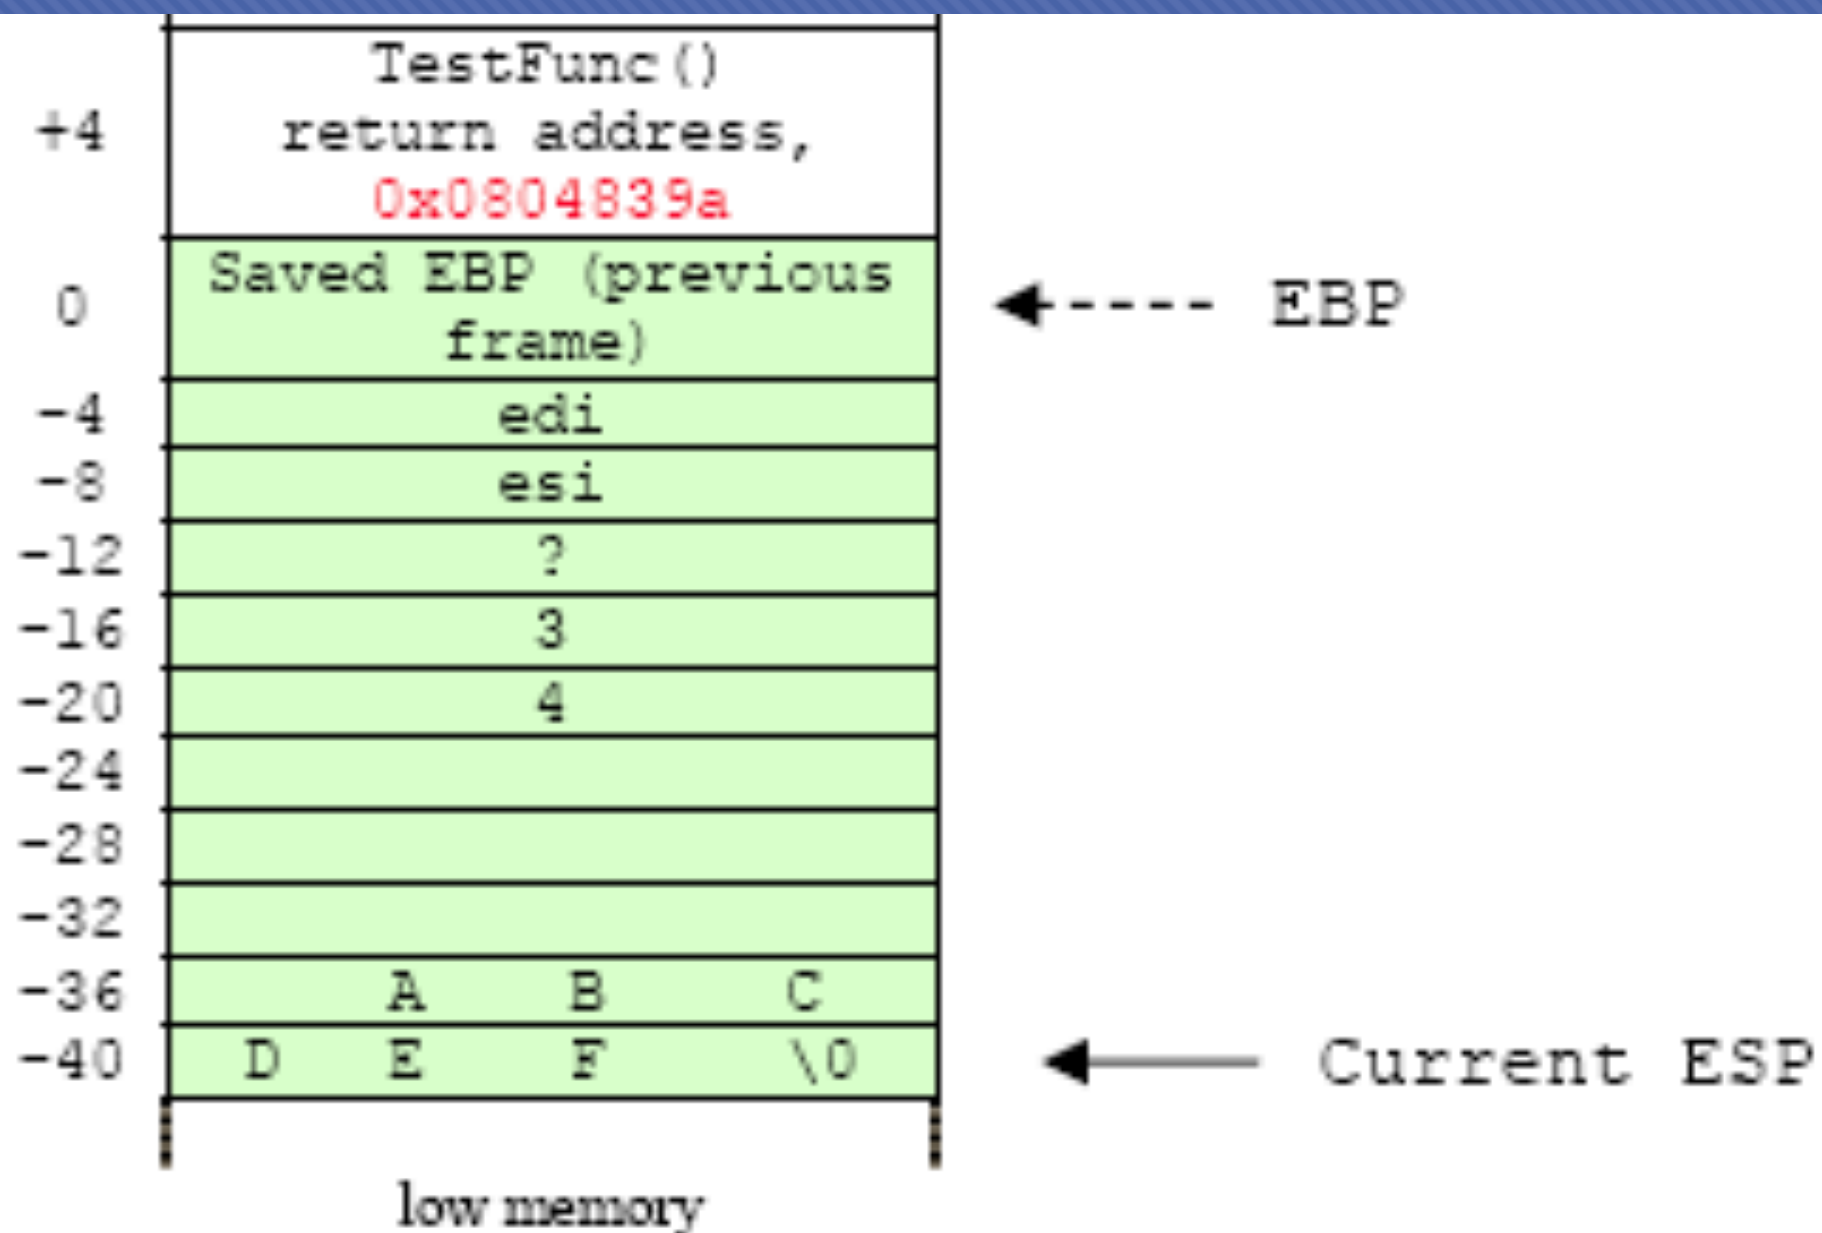 TestFunc()
+4 return address,
0x0804839a
Saved EBP (previous
0 EBP
frame)
-4 edi
-8 esi
-12 ?
-16 3
-20 4
-24
-28
-32
-36 A B C
-40 D E F \0 Current ESP
low memory